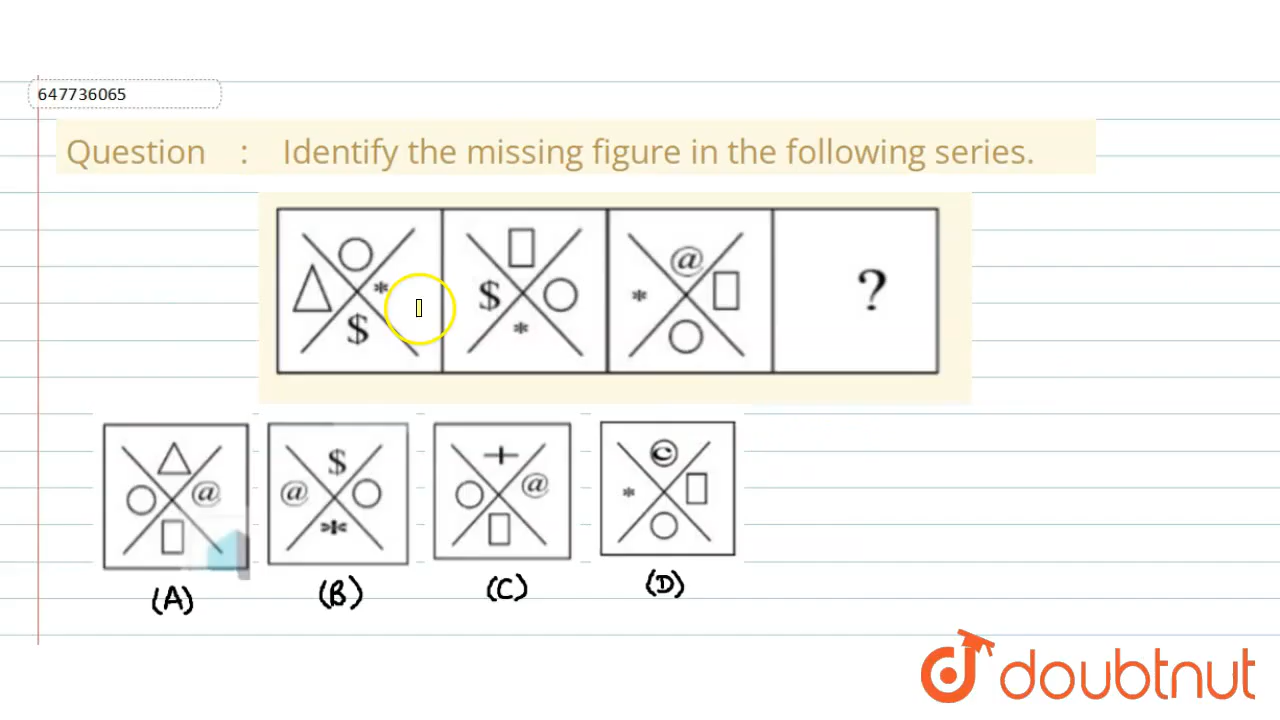 647736065
Question : Identify the missing figure in the following series.
*
$
$
*
@
*
?
@
$
@
*
+
@
©
*
(A)
(B)
(C)
(D)
doubtnut